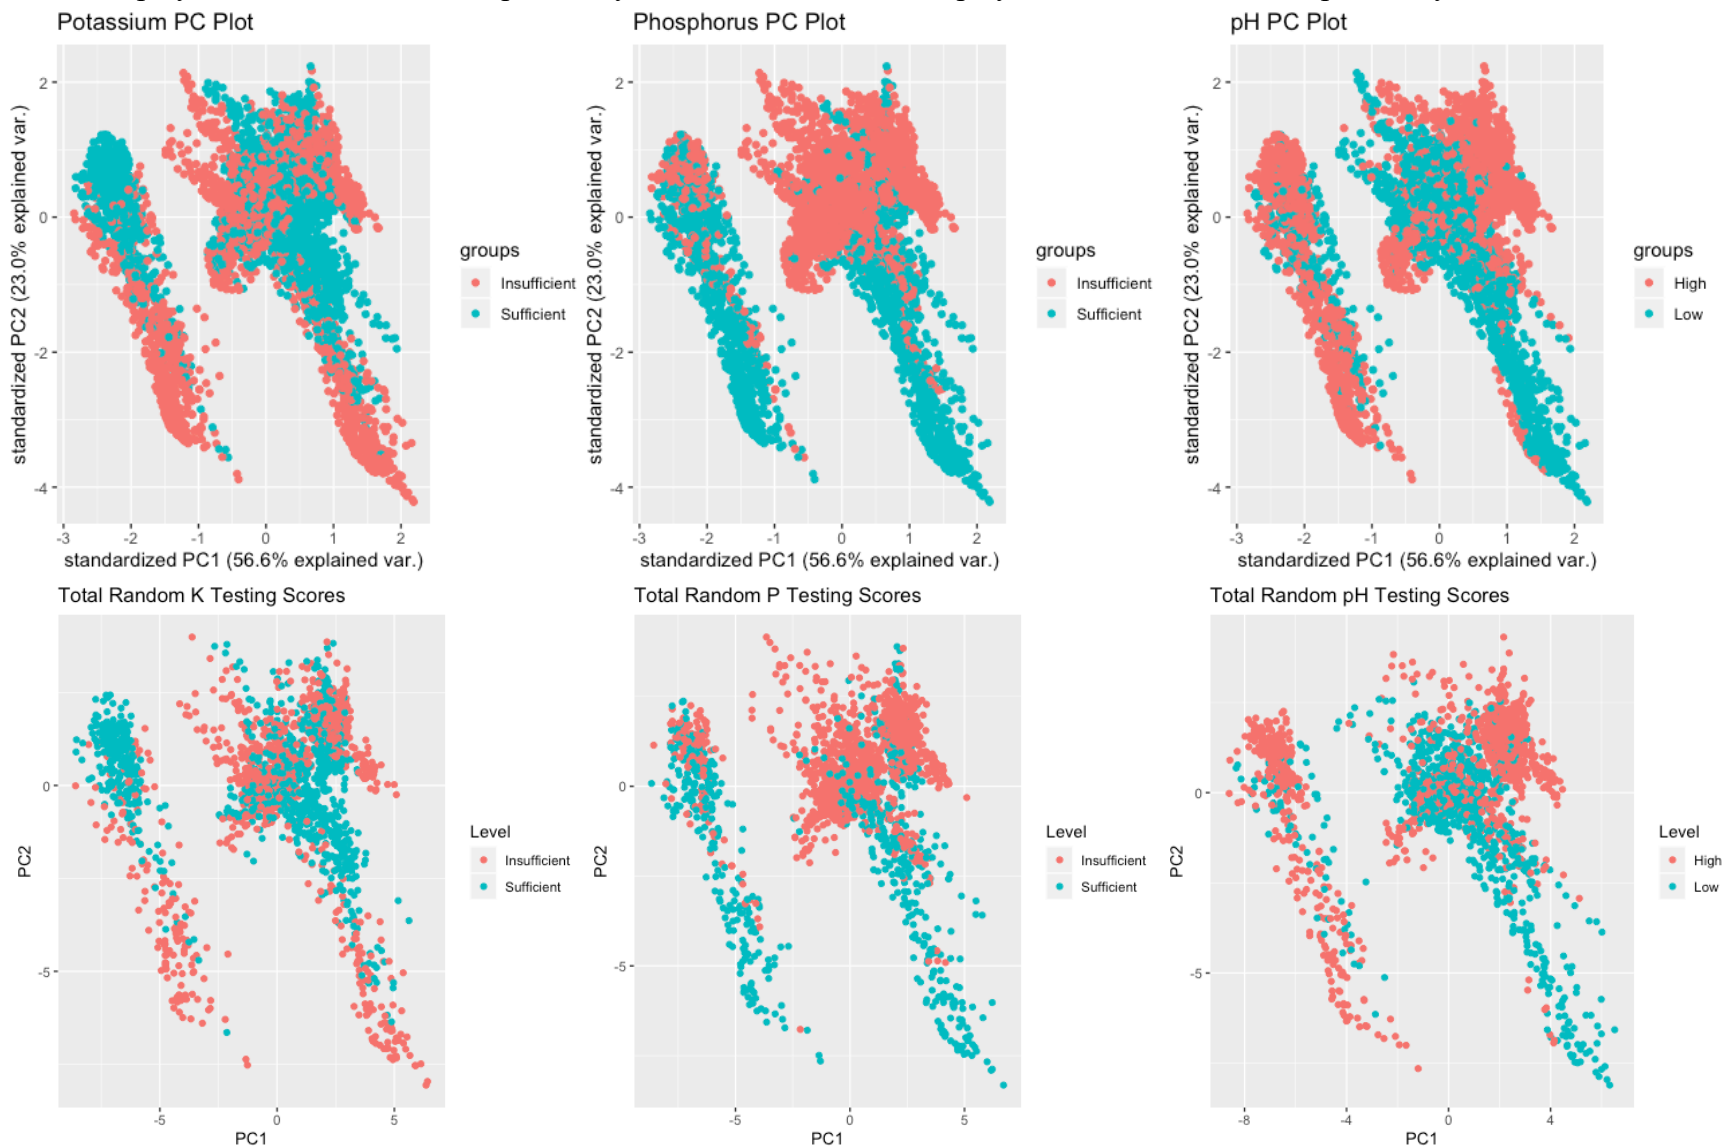 Potassium PC Plot
standardized PC2 (23.0% explained var.)
2
0
-2
-4
-3 -2 -1 0 1 2
standardized PC1 (56.6% explained var.)
groups
Insufficient
Sufficient
Phosphorus PC Plot
standardized PC2 (23.0% explained var.)
2
0
-2
-4
-3 -2 -1 0 1 2
standardized PC1 (56.6% explained var.)
groups
Insufficient
Sufficient
pH PC Plot
standardized PC2 (23.0% explained var.)
2
0
-2
-4
-3 -2 -1 0 1 2
standardized PC1 (56.6% explained var.)
groups
High
Low
Total Random K Testing Scores
PC2
0
-5
-5 0 5
PC1
Level
Insufficient
Sufficient
Total Random P Testing Scores
PC2
0
-5
-5 0 5
PC1
Level
Insufficient
Sufficient
Total Random pH Testing Scores
PC2
0
-5
-8 -4 0 4
PC1
Level
High
Low